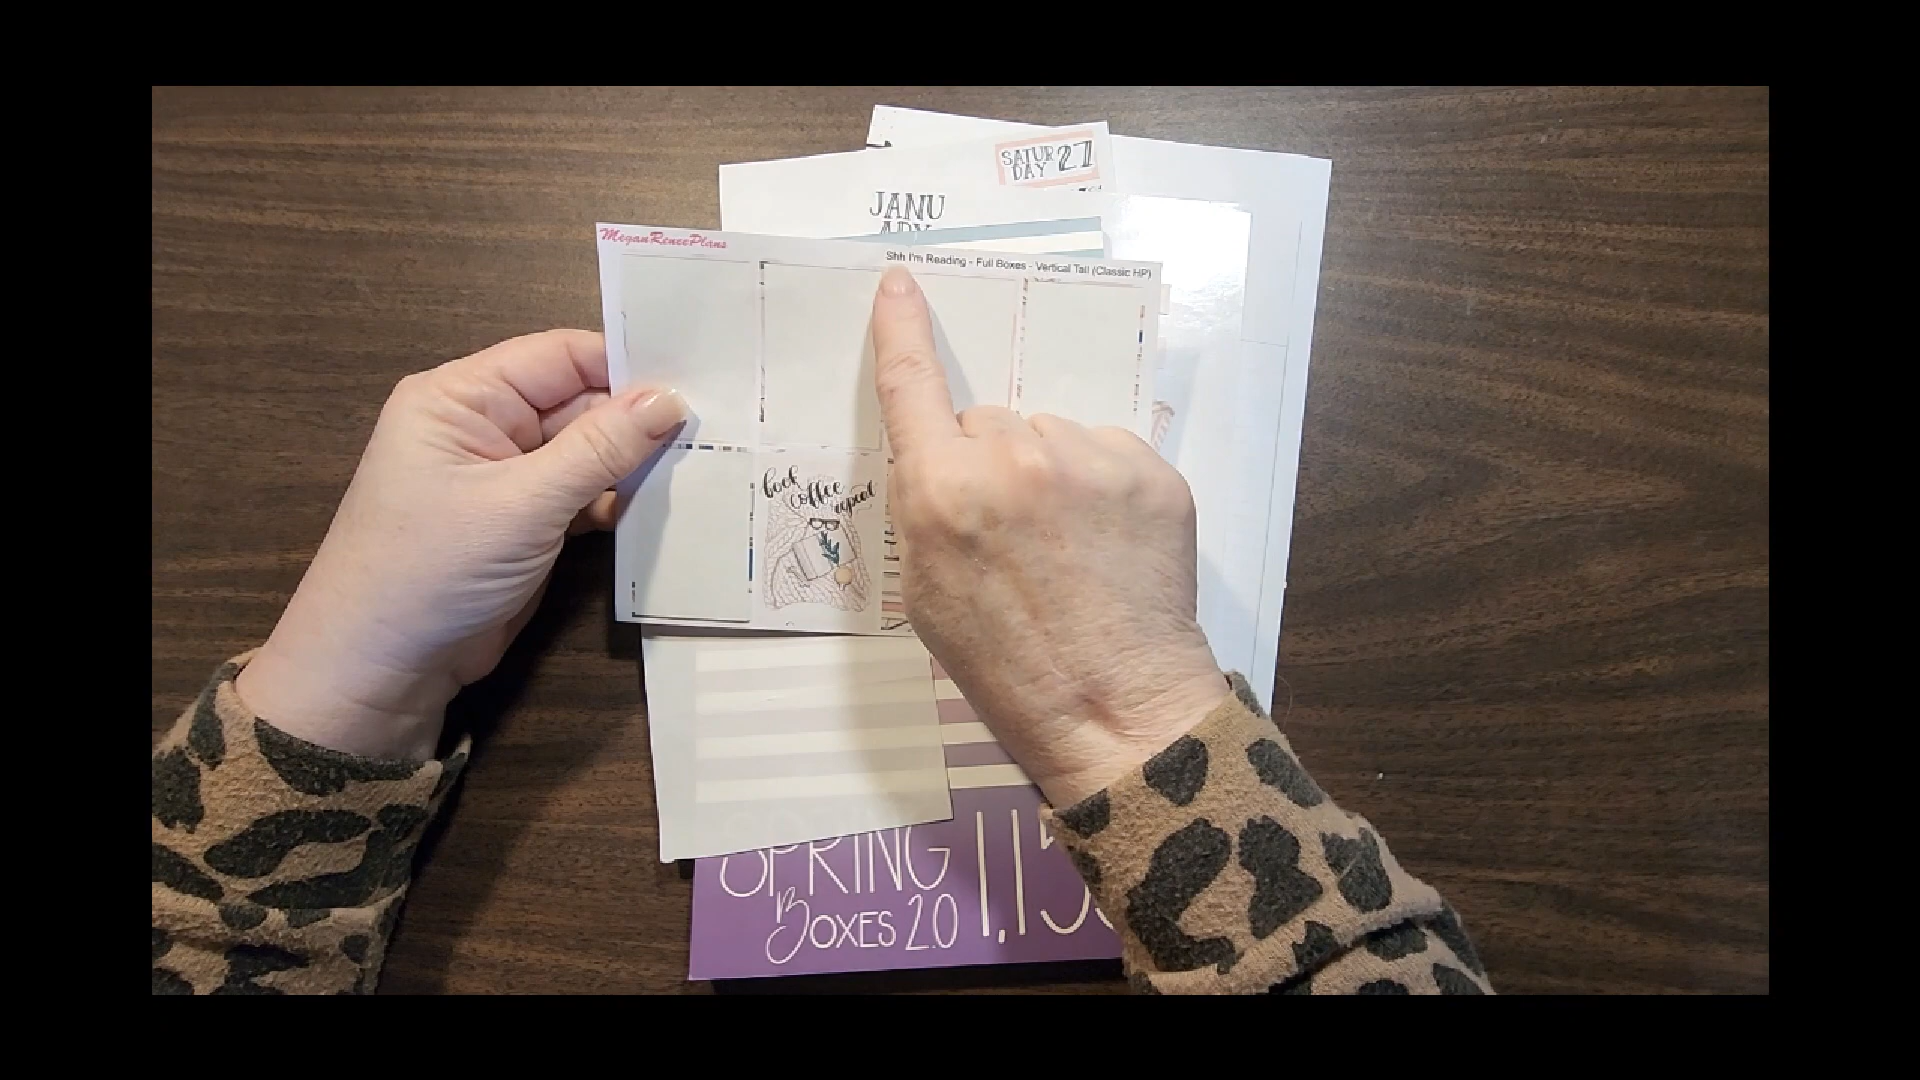 SATUR
DAY 27
JANU
ARY
MeganReneePlans
Shh I'm Reading - Full Boxes - Vertical Tall (Classic HP)
book
coffee
repeat
SPRING
BOXES 2.0